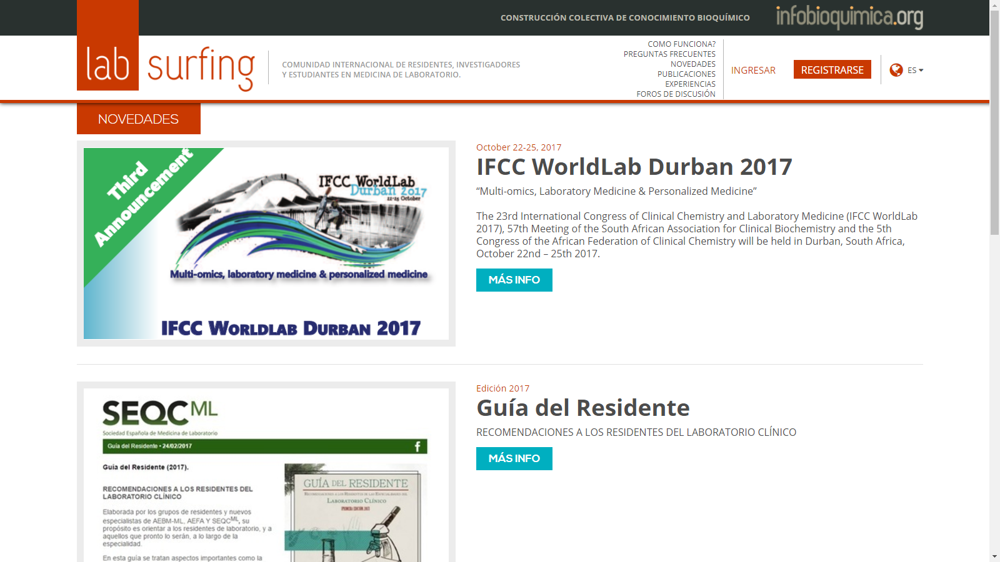 CONSTRUCCIÓN COLECTIVA DE CONOCIMIENTO BIOQUÍMICO
infobioquimica.org
lab surfing
COMUNIDAD INTERNACIONAL DE RESIDENTES, INVESTIGADORES
Y ESTUDIANTES EN MEDICINA DE LABORATORIO.
COMO FUNCIONA?
PREGUNTAS FRECUENTES
NOVEDADES
PUBLICACIONES
EXPERIENCIAS
FOROS DE DISCUSIÓN
INGRESAR
REGISTRARSE
ES
NOVEDADES
Third
Announcement
IFCC WorldLab
Durban 2017
22-25 October
Multi-omics, laboratory medicine & personalized medicine
IFCC WORLDLAB DURBAN 2017
October 22-25, 2017
IFCC WorldLab Durban 2017
“Multi-omics, Laboratory Medicine & Personalized Medicine”
The 23rd International Congress of Clinical Chemistry and Laboratory Medicine (IFCC WorldLab
2017), 57th Meeting of the South African Association for Clinical Biochemistry and the 5th
Congress of the African Federation of Clinical Chemistry will be held in Durban, South Africa,
October 22nd – 25th 2017.
MÁS INFO
SEQC ML
Sociedad Española de Medicina de Laboratorio
Guía del Residente • 24/02/2017
f
Guía del Residente (2017).
RECOMENDACIONES A LOS RESIDENTES DEL
LABORATORIO CLÍNICO
Elaborada por los grupos de residentes y nuevos
especialistas de AEBM-ML, AEFA Y SEQC ML, su
propósito es orientar a los residentes de laboratorio, y a
aquellos que pronto lo serán, a lo largo de la
especialidad.
En esta guía se tratan aspectos importantes como la
GUÍA DEL RESIDENTE
RECOMENDACIONES A LOS RESIDENTES DE LAS ESPECIALIDADES DEL
LABORATORIO CLÍNICO
Edición 2017
Guía del Residente
RECOMENDACIONES A LOS RESIDENTES DEL LABORATORIO CLÍNICO
MÁS INFO